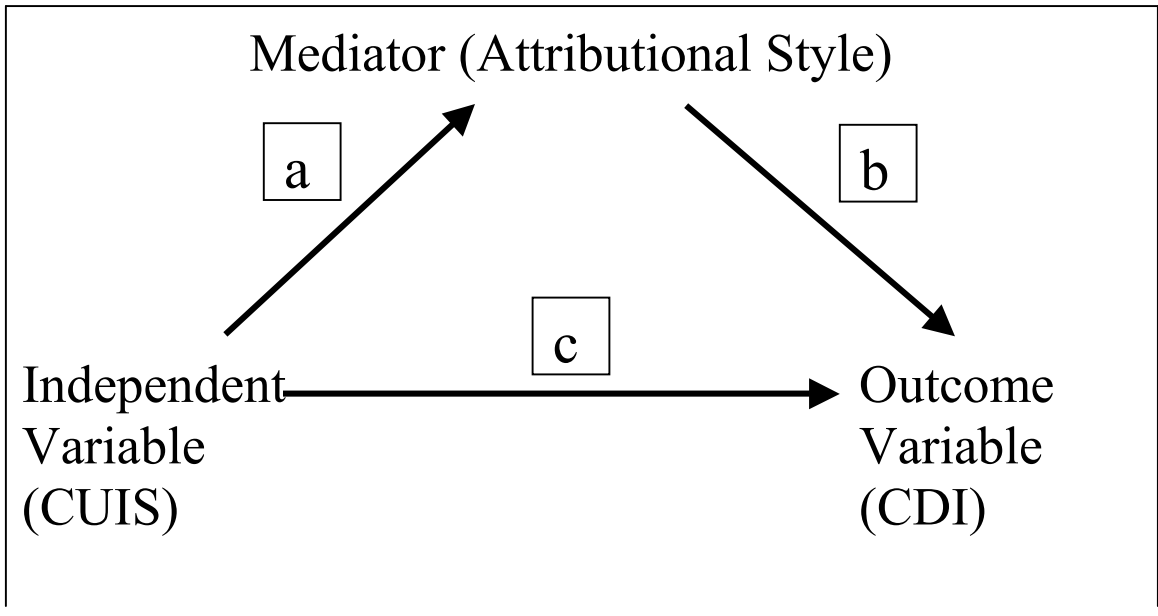 Mediator (Attributional Style)
a
b
c
Independent
Variable
(CUIS)
Outcome
Variable
(CDI)